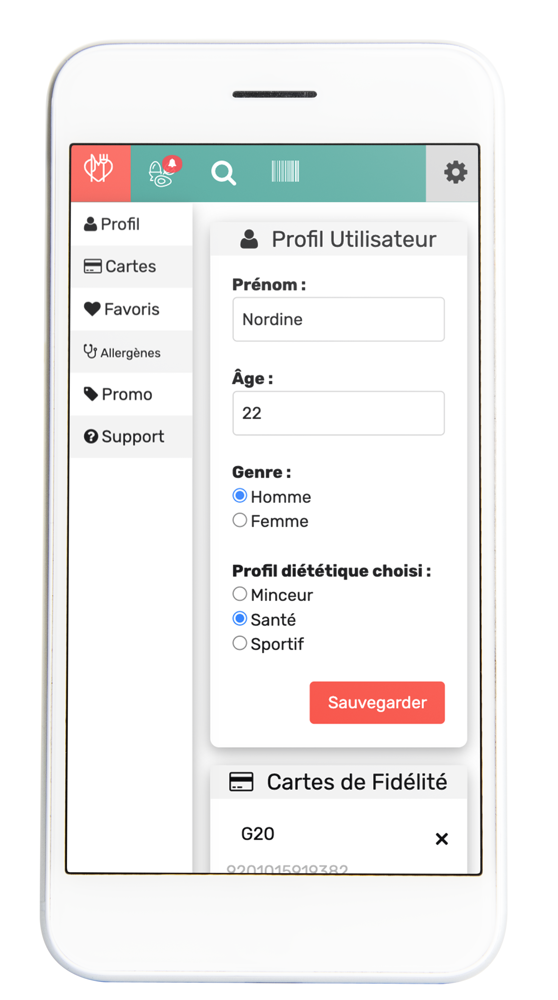 Profil
Cartes
Favoris
Allergènes
Promo
Support
Profil Utilisateur
Prénom :
Nordine
Âge :
22
Genre :
Homme
Femme
Profil diététique choisi :
Minceur
Santé
Sportif
Sauvegarder
Cartes de Fidélité
G20
9201015919382